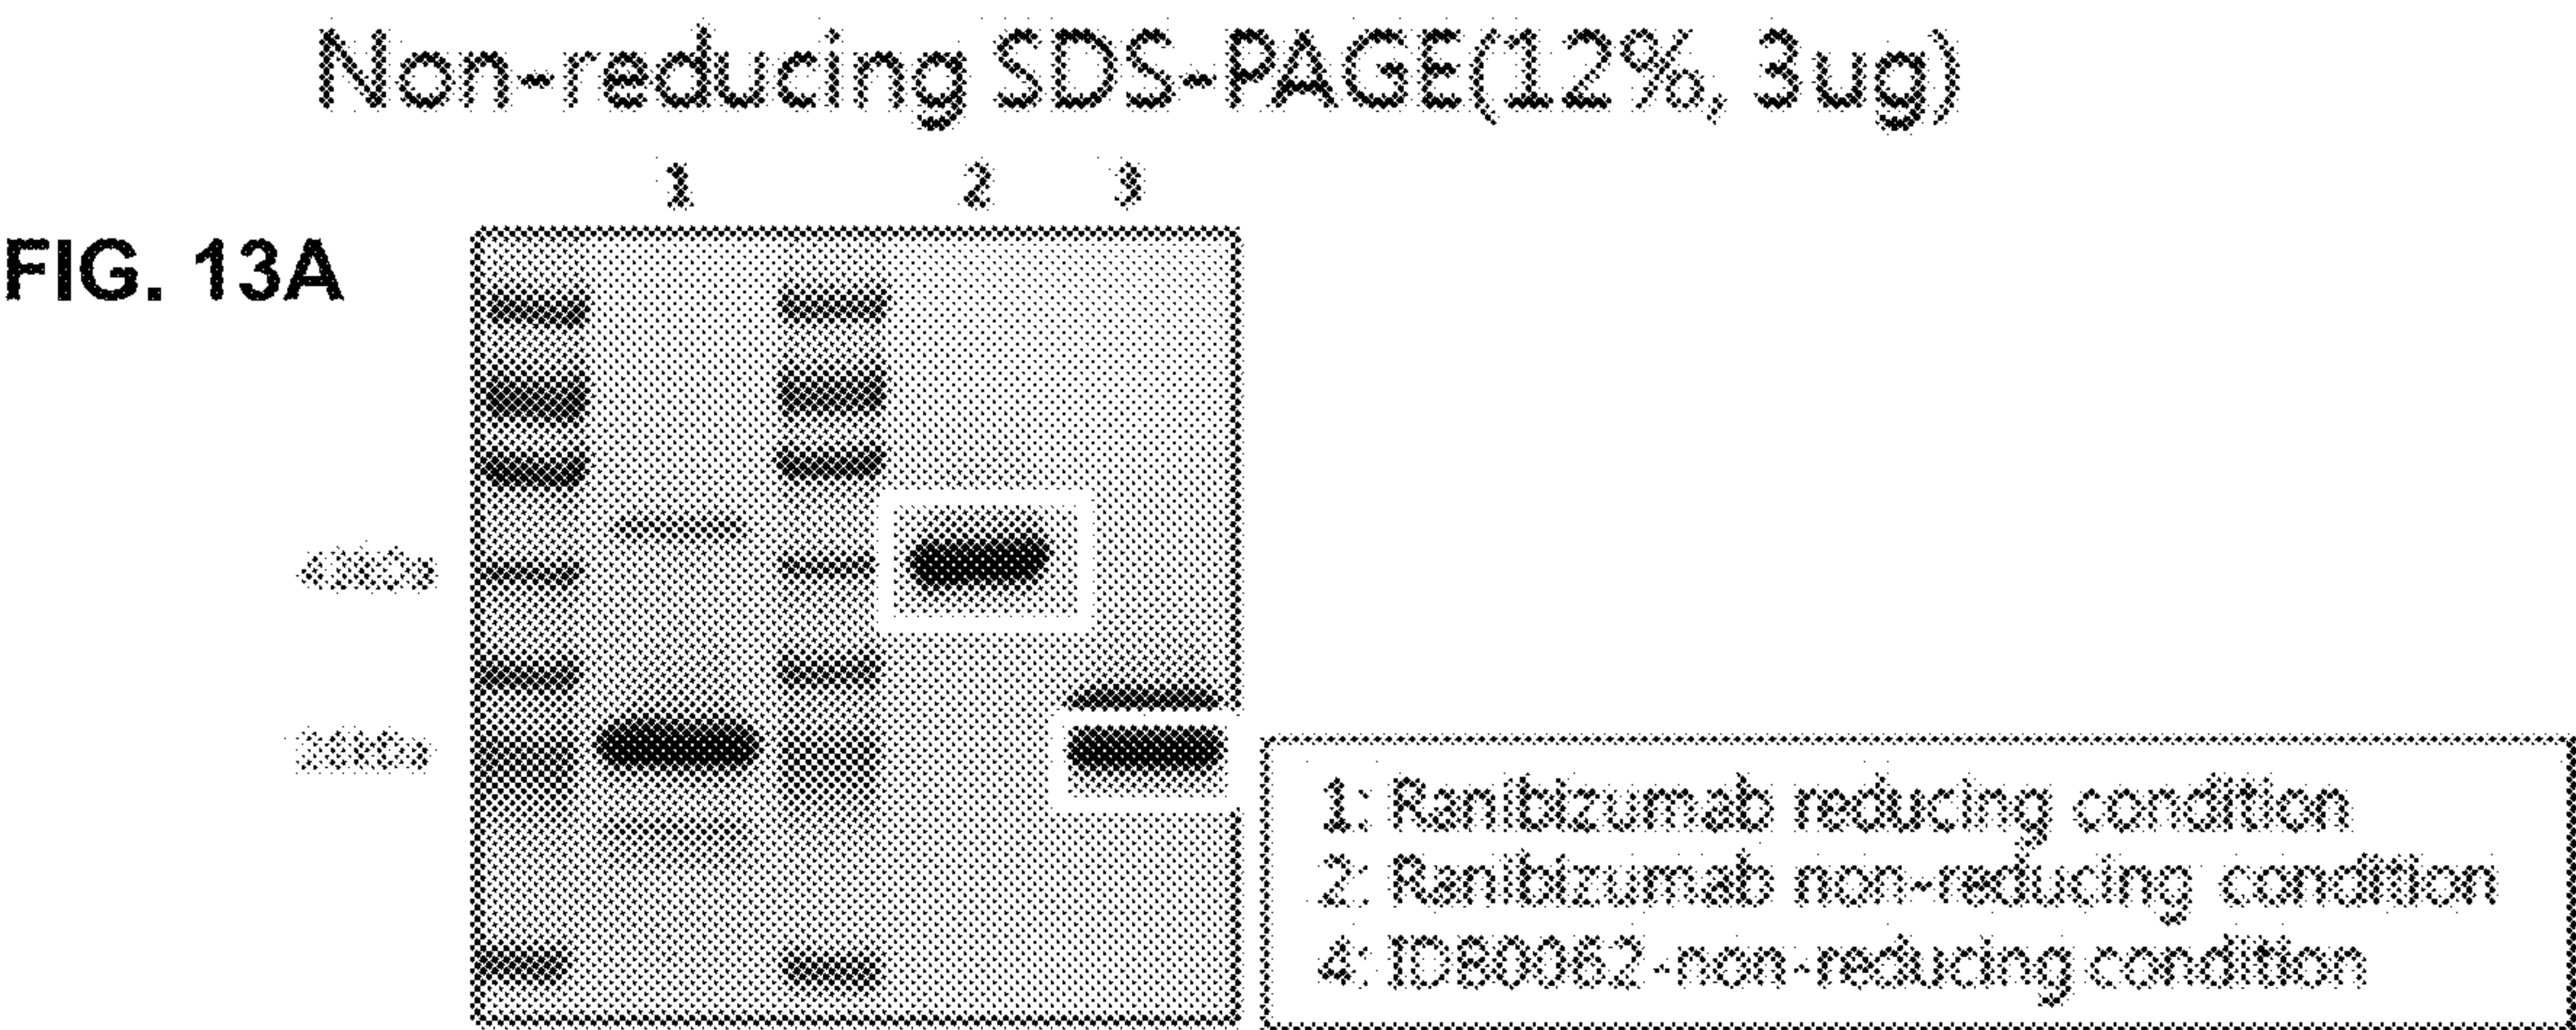 Non-reducing SDS-PAGE(12%, 3ug)
1 2 3
FIG. 13A
1: Ranibizumab reducing condition
2: Ranibizumab non-reducing condition
4: IDB0062-non-reducing condition